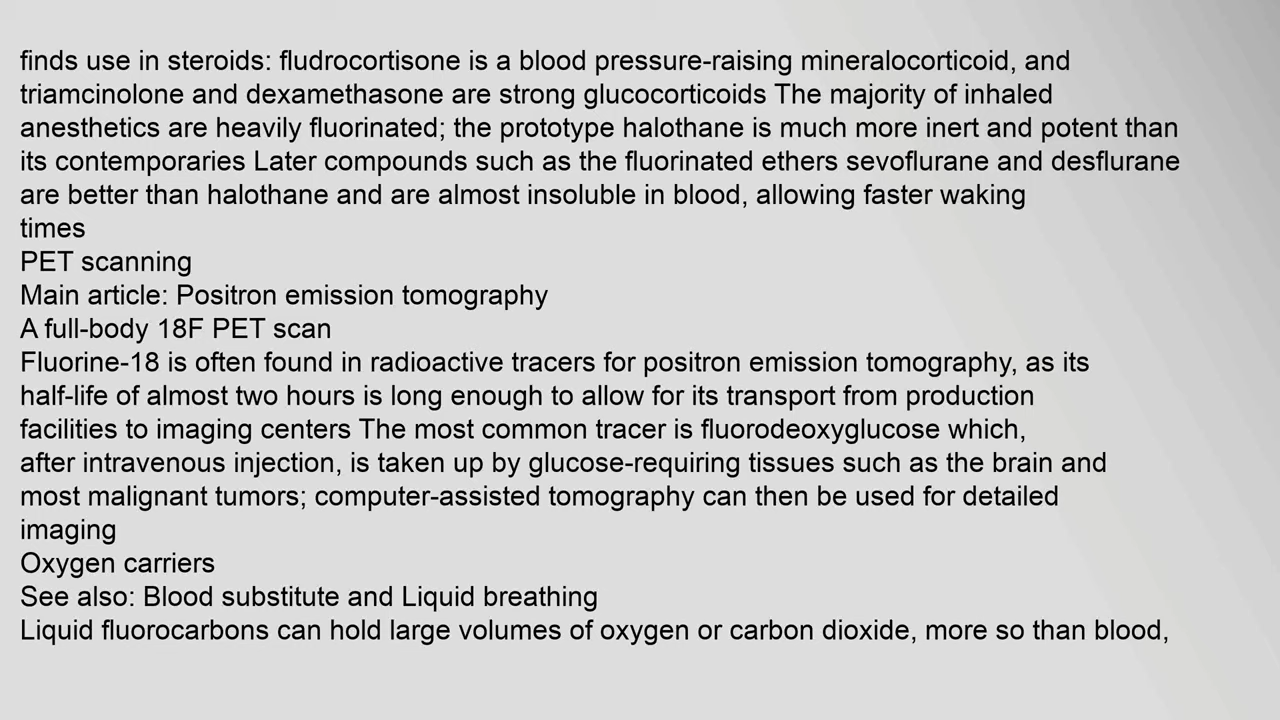 finds use in steroids: fludrocortisone is a blood pressure-raising mineralocorticoid, and
triamcinolone and dexamethasone are strong glucocorticoids The majority of inhaled
anesthetics are heavily fluorinated; the prototype halothane is much more inert and potent than
its contemporaries Later compounds such as the fluorinated ethers sevoflurane and desflurane
are better than halothane and are almost insoluble in blood, allowing faster waking
times
PET scanning
Main article: Positron emission tomography
A full-body 18F PET scan
Fluorine-18 is often found in radioactive tracers for positron emission tomography, as its
half-life of almost two hours is long enough to allow for its transport from production
facilities to imaging centers The most common tracer is fluorodeoxyglucose which,
after intravenous injection, is taken up by glucose-requiring tissues such as the brain and
most malignant tumors; computer-assisted tomography can then be used for detailed
imaging
Oxygen carriers
See also: Blood substitute and Liquid breathing
Liquid fluorocarbons can hold large volumes of oxygen or carbon dioxide, more so than blood,